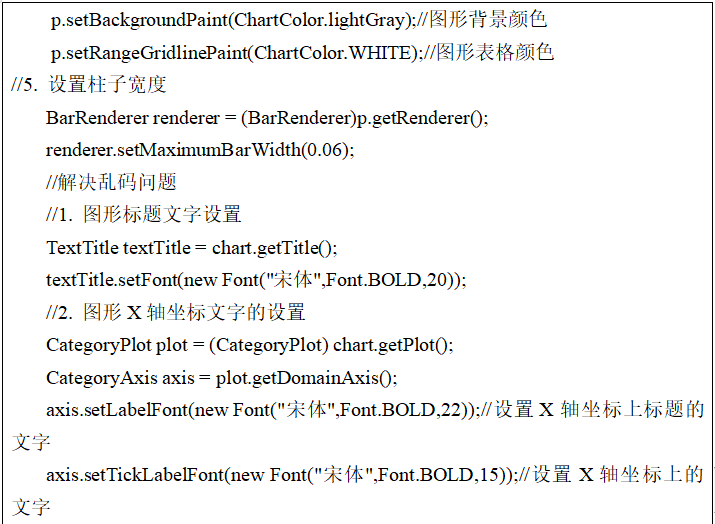 p.setBackgroundPaint(ChartColor.lightGray);//图形背景颜色
p.setRangeGridlinePaint(ChartColor.WHITE);//图形表格颜色
//5. 设置柱子宽度
BarRenderer renderer = (BarRenderer)p.getRenderer();
renderer.setMaximumBarWidth(0.06);
//解决乱码问题
//1. 图形标题文字设置
TextTitle textTitle = chart.getTitle();
textTitle.setFont(new Font("宋体",Font.BOLD,20));
//2. 图形 X 轴坐标文字的设置
CategoryPlot plot = (CategoryPlot) chart.getPlot();
CategoryAxis axis = plot.getDomainAxis();
axis.setLabelFont(new Font("宋体",Font.BOLD,22));//设置 X 轴坐标上标题的
文字
axis.setTickLabelFont(new Font("宋体",Font.BOLD,15));//设置 X 轴坐标上的
文字